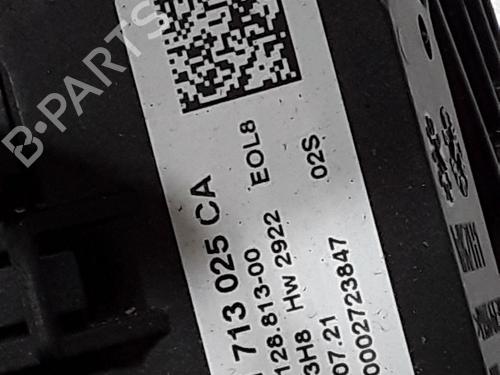 B-PARTS
713 025 CA
128.813-00 EOL8
3H8 HW 2922
07.21 02S
0002723847